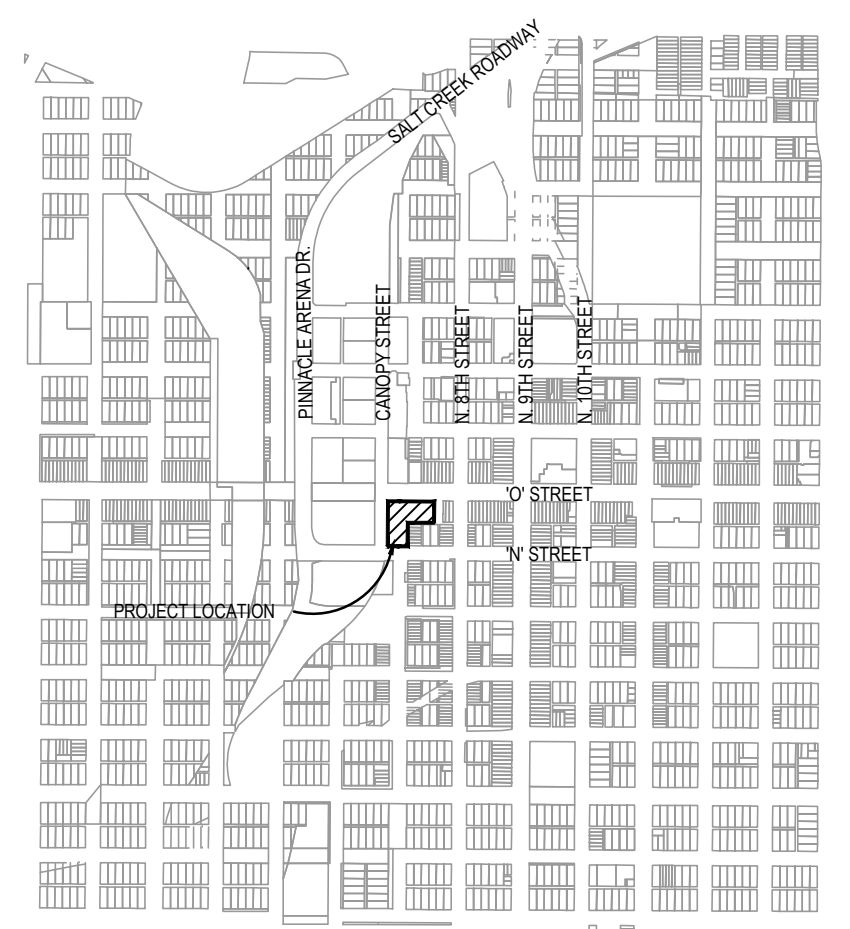 SALT CREEK ROADWAY
PINNACLE ARENA DR.
CANOPY STREET
N. 8TH STREET
N. 9TH STREET
N. 10TH STREET
'O' STREET
'N' STREET
PROJECT LOCATION